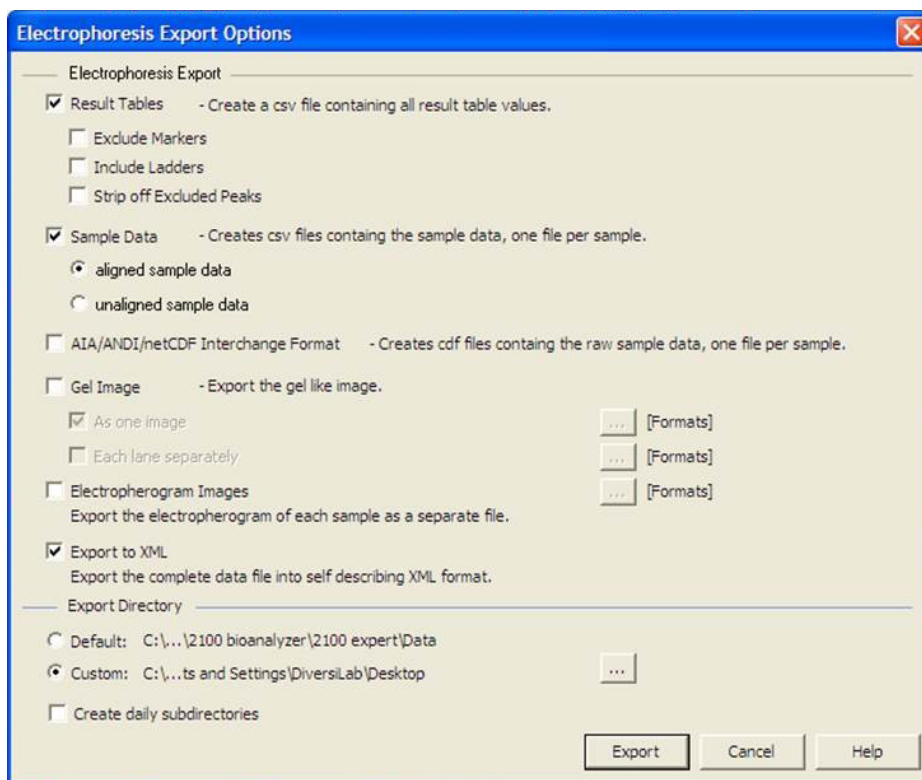 Electrophoresis Export Options
Electrophoresis Export
Result Tables - Create a csv file containing all result table values.
Exclude Markers
Include Ladders
Strip off Excluded Peaks
Sample Data - Creates csv files containg the sample data, one file per sample.
aligned sample data
unaligned sample data
AIA/ANDI/netCDF Interchange Format - Creates cdf files containg the raw sample data, one file per sample.
Gel Image - Export the gel like image.
As one image ... [Formats]
Each lane separately ... [Formats]
Electropherogram Images ... [Formats]
Export the electropherogram of each sample as a separate file.
Export to XML
Export the complete data file into self describing XML format.
Export Directory
Default: C:\...\2100 bioanalyzer\2100 expert\Data
Custom: C:\...ts and Settings\DiversiLab\Desktop ...
Create daily subdirectories
Export Cancel Help